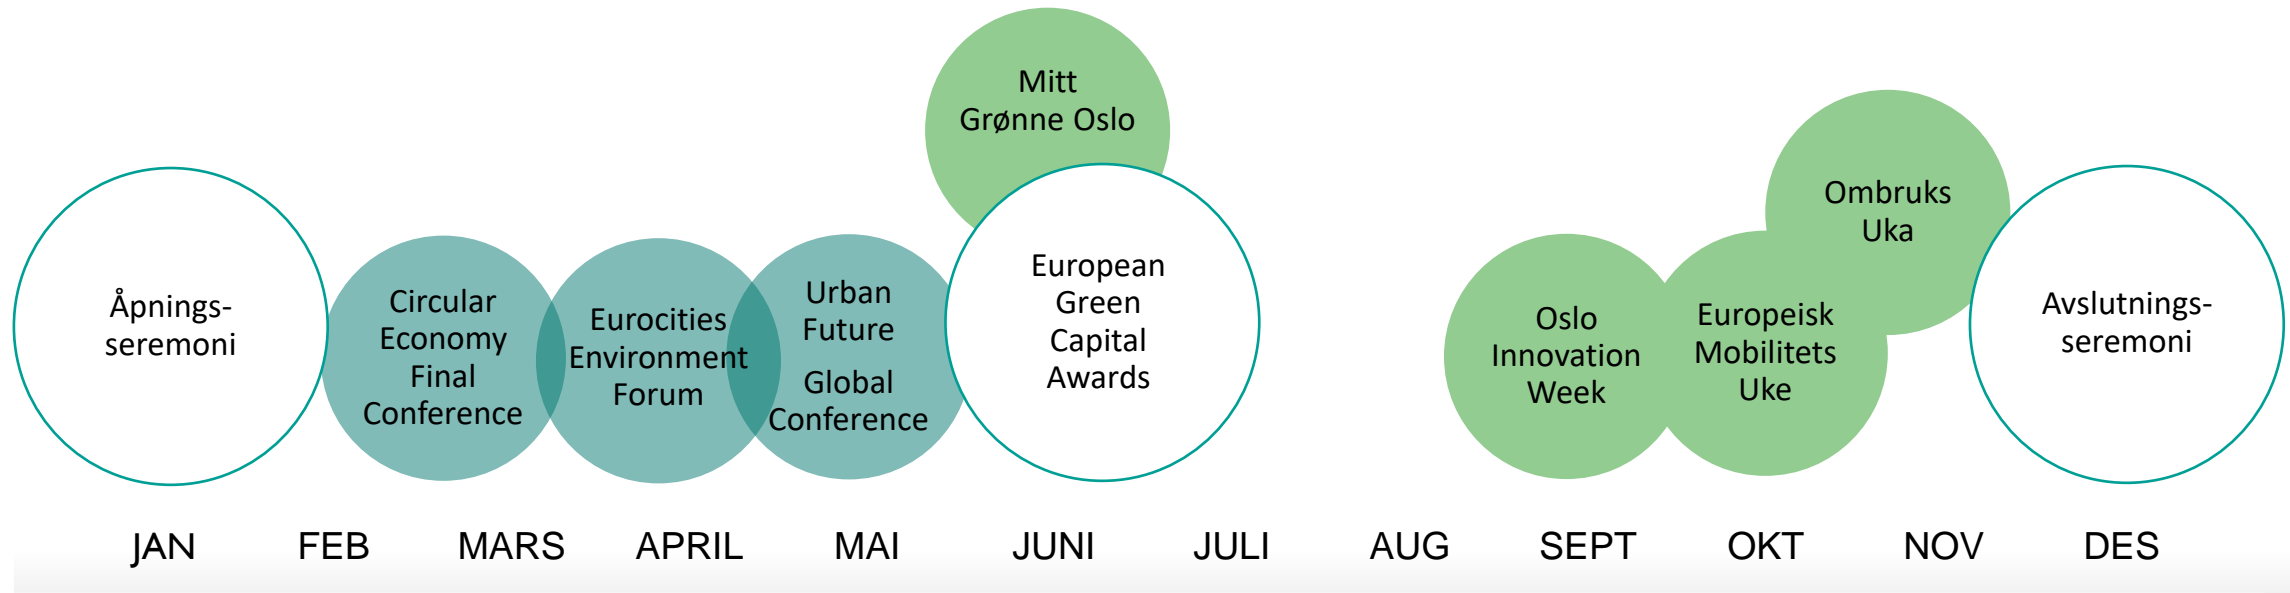 Mitt
Grønne Oslo
Ombruks
Uka
Åpnings-
seremoni
Circular
Economy
Final
Conference
Eurocities
Environment
Forum
Urban
Future
Global
Conference
European
Green
Capital
Awards
Oslo
Innovation
Week
Europeisk
Mobilitets
Uke
Avslutnings-
seremoni
JAN FEB MARS APRIL MAI JUNI JULI AUG SEPT OKT NOV DES